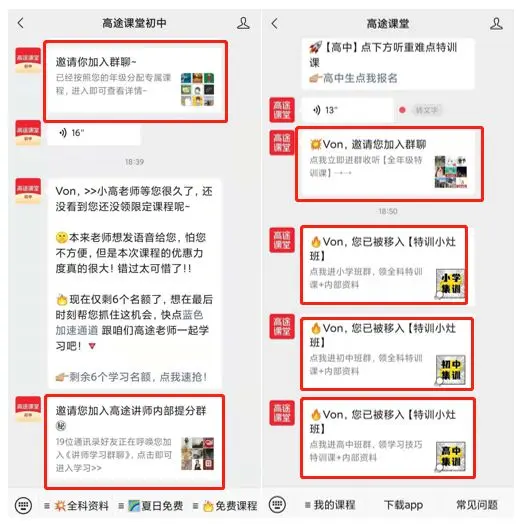 高途课堂初中
邀请你加入群聊~
已经按照您的年级分配专属课
程，进入即可查看详情~
16"
18:39
Von，>>小高老师等您很久了，还
没看到您还没领限定课程呢~
本来老师想发语音给您，怕您
不方便，但是本次课程的优惠力
度真的很大！错过太可惜了！！
现在仅剩6个名额了，想在最后
时刻帮您抓住这机会，快点蓝色
加速通道 跟咱们高途老师一起学
习吧！
剩余6个学习名额，点我速抢！
邀请您加入高途讲师内部提分群
㊙
19位通讯录好友正在呼唤您加
入《讲师学习群聊》，点击即可
进入学习>>
全科资料
夏日免费
免费课程
高途课堂
【高中】点下方听重难点特训
课
高中生点我报名
13"
转文字
Von，邀请您加入群聊
点我立即进群收听【全年级特
训课】→→
18:50
Von，您已被移入【特训小灶
班】
点我进小学班群，领全科特训
课+内部资料
小学
集训
Von，您已被移入【特训小灶
班】
点我进初中班群，领全科特训
课+内部资料
初中
集训
Von，您已被移入【特训小灶
班】
点我进高中班群，领学习技巧
特训课+内部资料
高中
集训
我的课程
下载app
常见问题